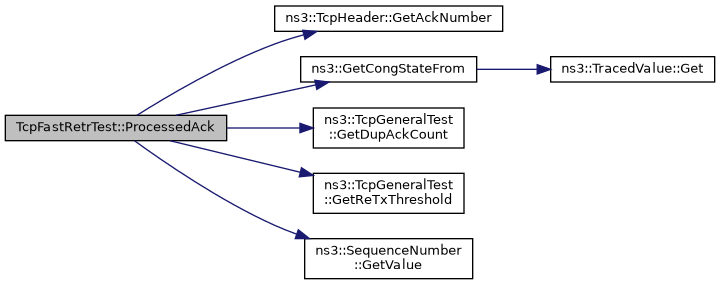 ns3::TcpHeader::GetAckNumber
ns3::GetCongStateFrom
ns3::TracedValue::Get
TcpFastRetrTest::ProcessedAck
ns3::TcpGeneralTest
::GetDupAckCount
ns3::TcpGeneralTest
::GetReTxThreshold
ns3::SequenceNumber
::GetValue